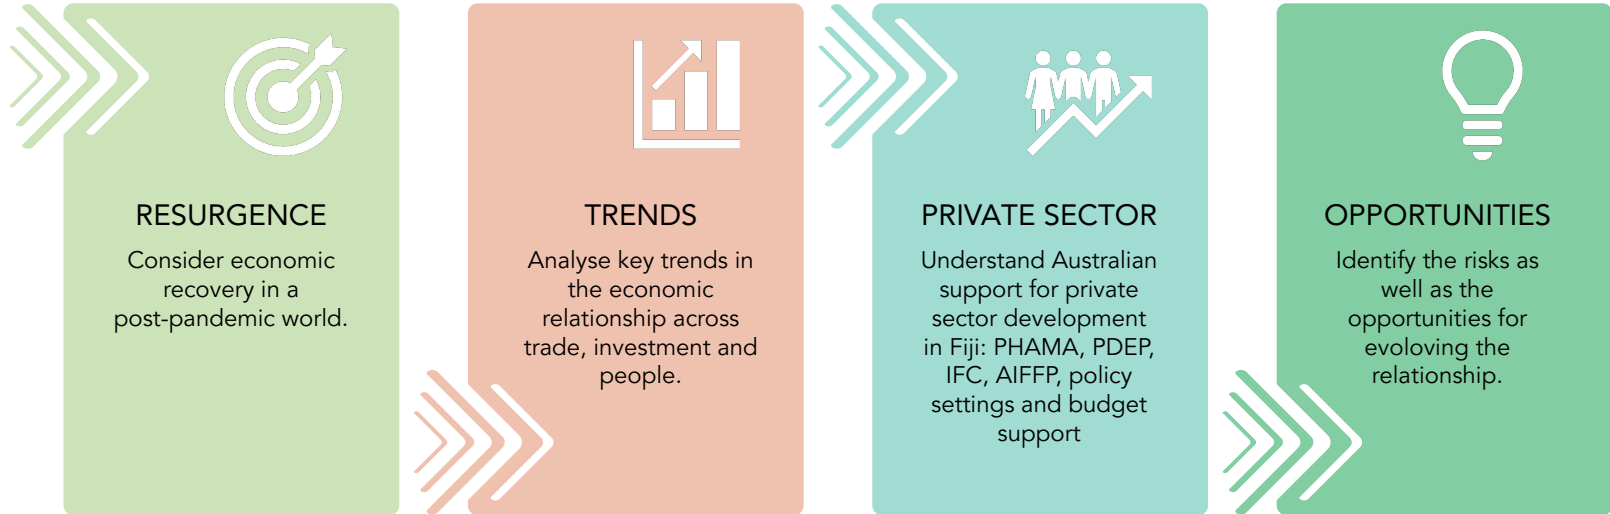 RESURGENCE
Consider economic
recovery in a
post-pandemic world.
TRENDS
Analyse key trends in
the economic
relationship across
trade, investment and
people.
PRIVATE SECTOR
Understand Australian
support for private
sector development
in Fiji: PHAMA, PDEP,
IFC, AIFFP, policy
settings and budget
support
OPPORTUNITIES
Identify the risks as
well as the
opportunities for
evoloving the
relationship.